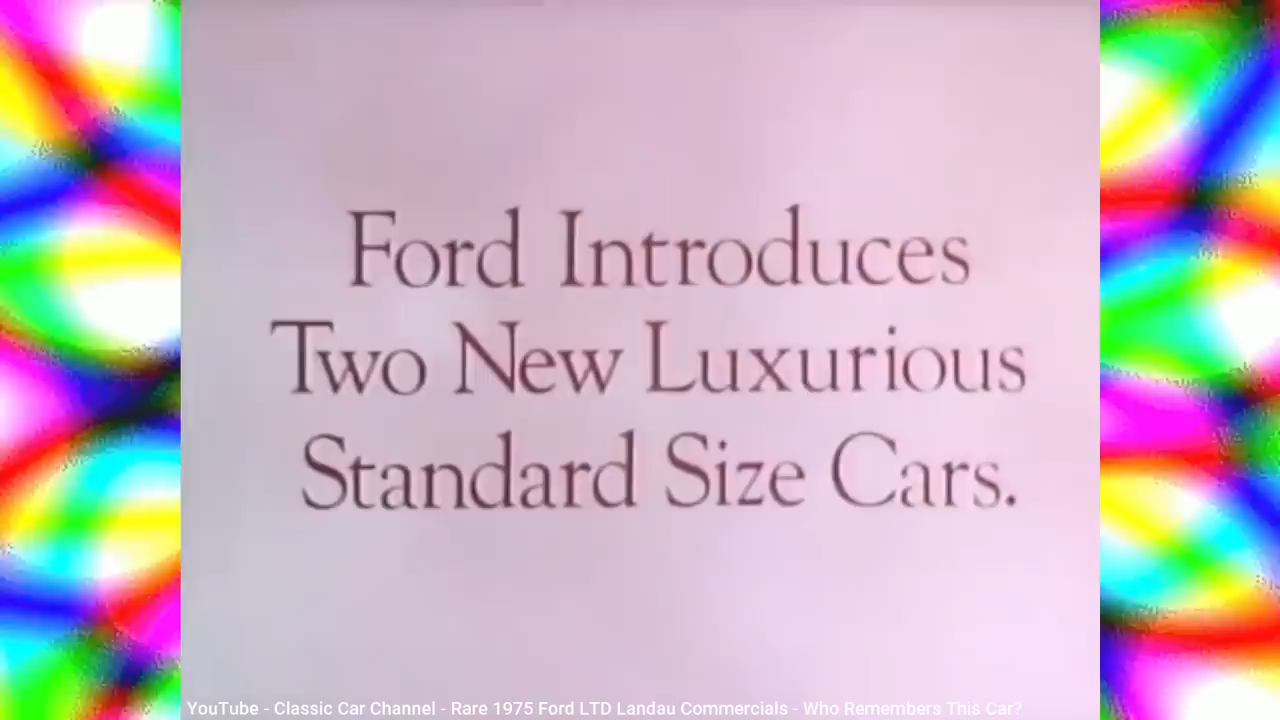 Ford Introduces
Two New Luxurious
Standard Size Cars.
YouTube - Classic Car Channel - Rare 1975 Ford LTD Landau Commercials - Who Remembers This Car?